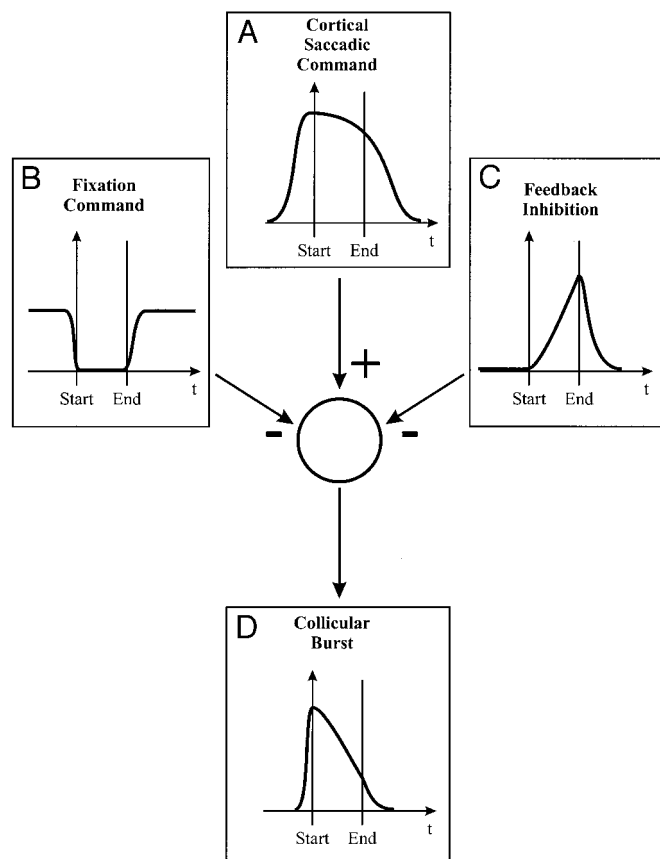 A
Cortical
Saccadic
Command
Start
End
t
B
Fixation
Command
Start
End
t
C
Feedback
Inhibition
Start
End
t
+
-
-
D
Collicular
Burst
Start
End
t